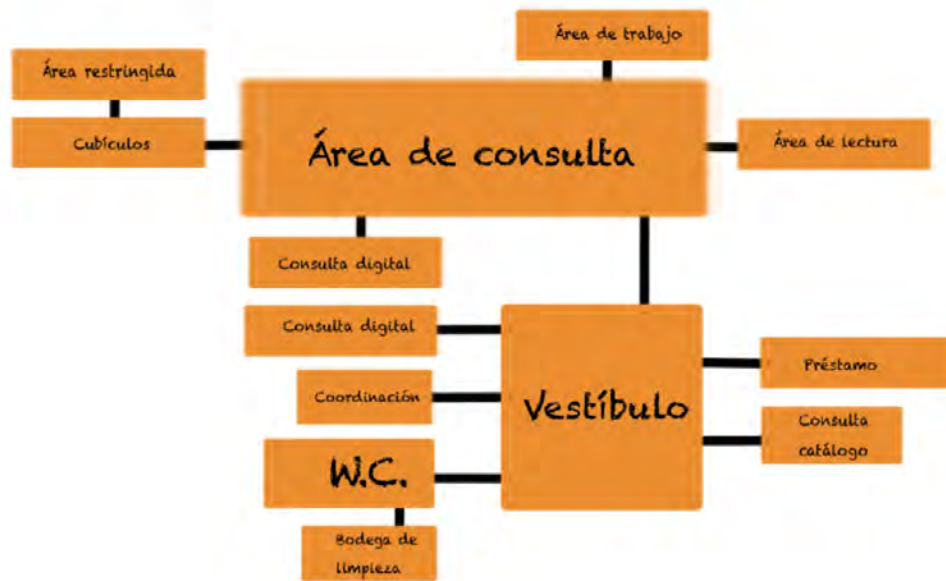 Área de trabajo
Área restringida
Cubículos
Área de consulta
Área de lectura
Consulta digital
Consulta digital
Coordinación
W.C.
Bodega de
limpieza
Vestíbulo
Préstamo
Consulta
catálogo